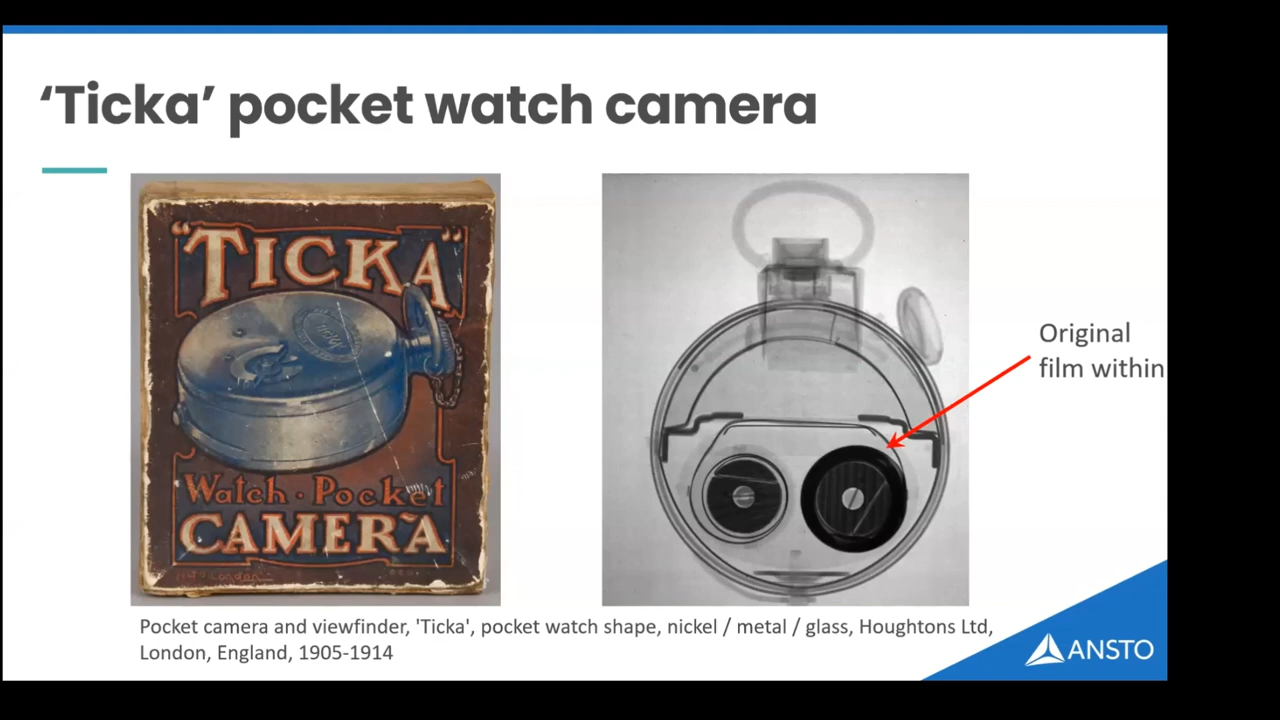 ‘Ticka’ pocket watch camera
"TICKA"
Watch · Pocket
CAMERA
Original
film within
Pocket camera and viewfinder, 'Ticka', pocket watch shape, nickel / metal / glass, Houghtons Ltd,
London, England, 1905-1914
ANSTO